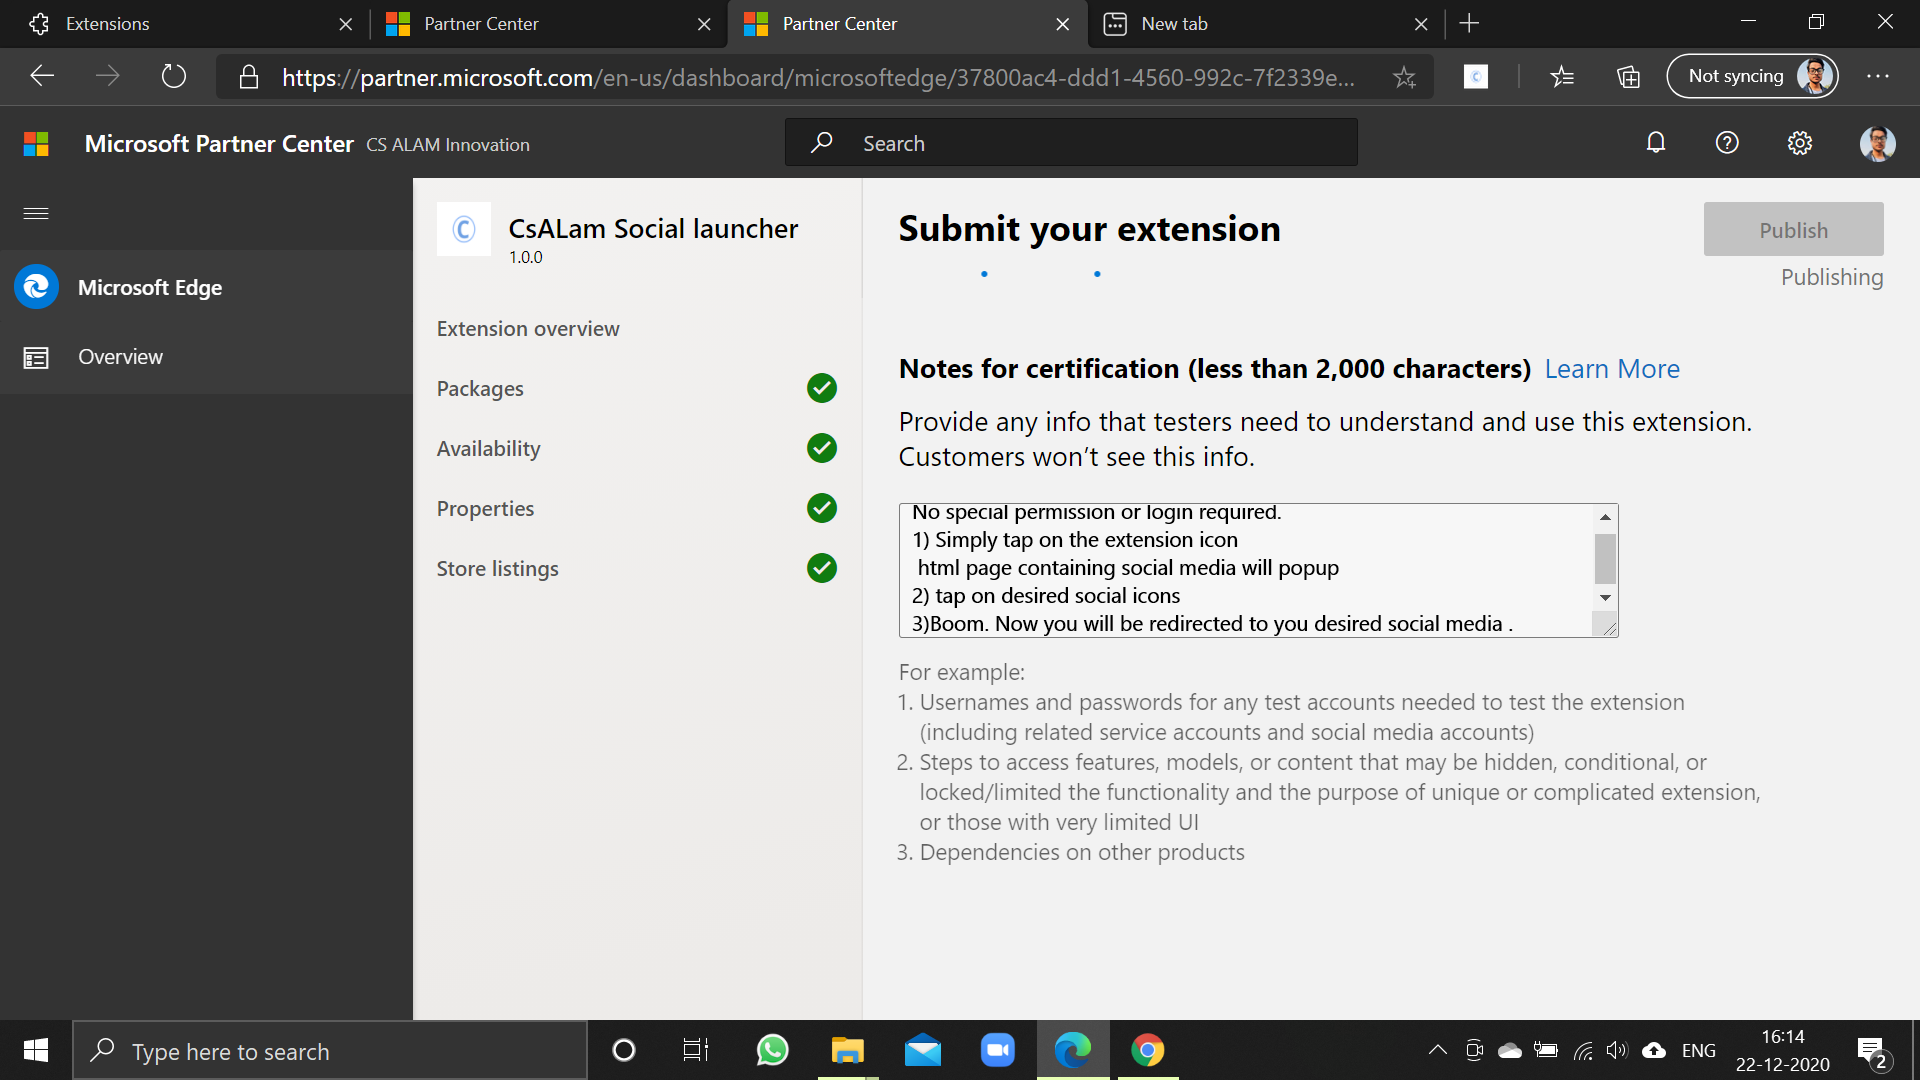 Extensions
Partner Center
Partner Center
New tab
https://partner.microsoft.com/en-us/dashboard/microsoftedge/37800ac4-ddd1-4560-992c-7f2339e...
Not syncing
Microsoft Partner Center CS ALAM Innovation
Search
Microsoft Edge
Overview
C
CsALam Social launcher
1.0.0
Extension overview
Packages
Availability
Properties
Store listings
Submit your extension
Publish
Publishing
Notes for certification (less than 2,000 characters) Learn More
Provide any info that testers need to understand and use this extension.
Customers won’t see this info.
No special permission or login required.
1) Simply tap on the extension icon
html page containing social media will popup
2) tap on desired social icons
3)Boom. Now you will be redirected to you desired social media .
For example:
1. Usernames and passwords for any test accounts needed to test the extension
(including related service accounts and social media accounts)
2. Steps to access features, models, or content that may be hidden, conditional, or
locked/limited the functionality and the purpose of unique or complicated extension,
or those with very limited UI
3. Dependencies on other products
Type here to search
ENG
16:14
22-12-2020
2